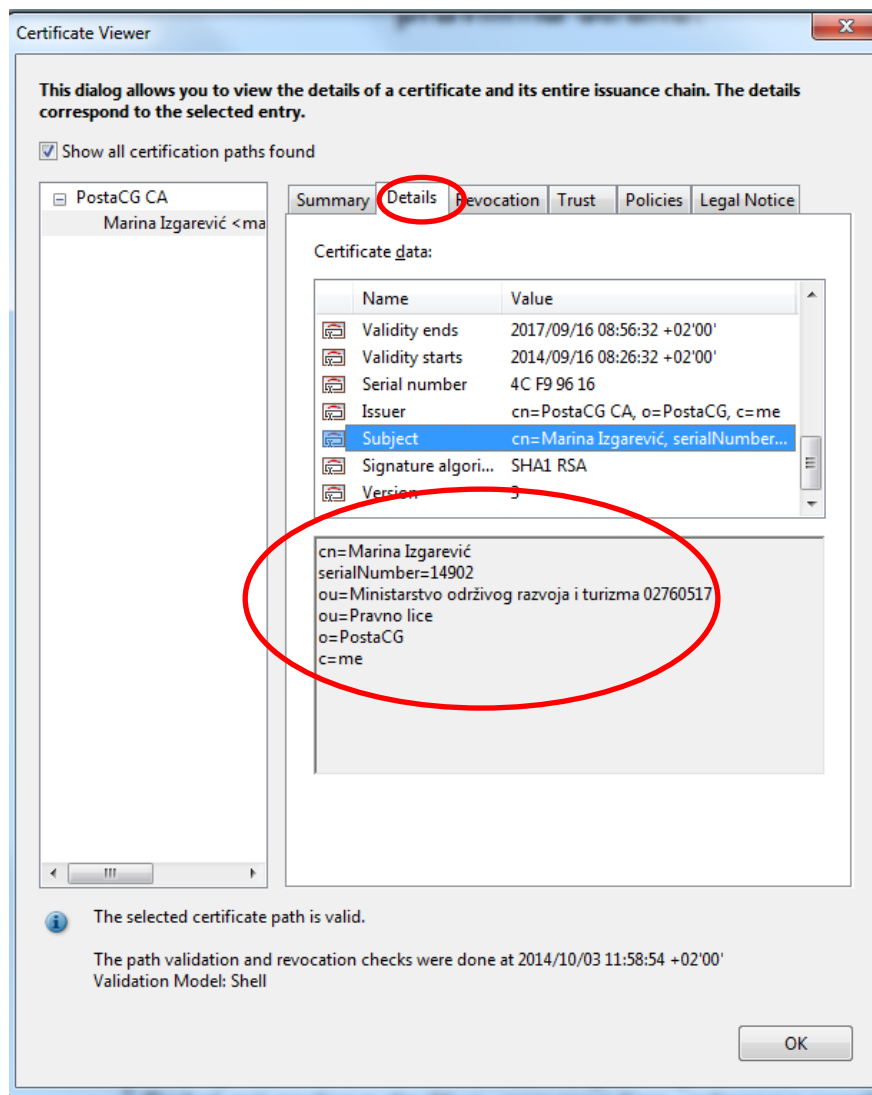 Certificate Viewer
This dialog allows you to view the details of a certificate and its entire issuance chain. The details
correspond to the selected entry.
Show all certification paths found
PostaCG CA
Marina Izgarević <ma
Summary Details Revocation Trust Policies Legal Notice
Certificate data:
Name Value
Validity ends 2017/09/16 08:56:32 +02'00'
Validity starts 2014/09/16 08:26:32 +02'00'
Serial number 4C F9 96 16
Issuer cn=PostaCG CA, o=PostaCG, c=me
Subject cn=Marina Izgarević, serialNumber...
Signature algori... SHA1 RSA
Version 3
cn=Marina Izgarević
serialNumber=14902
ou=Ministarstvo održivog razvoja i turizma 02760517
ou=Pravno lice
o=PostaCG
c=me
The selected certificate path is valid.
The path validation and revocation checks were done at 2014/10/03 11:58:54 +02'00'
Validation Model: Shell
OK